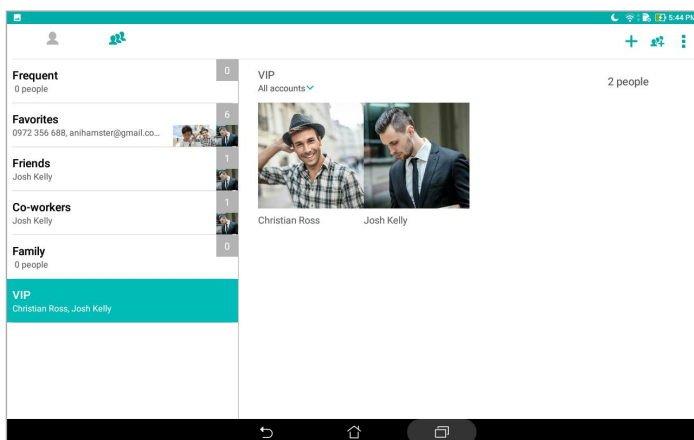 5:44 PM
Frequent
0
0 people
Favorites
6
0972 356 688, anihamster@gmail.co...
Friends
1
Josh Kelly
Co-workers
1
Josh Kelly
Family
0
0 people
VIP
Christian Ross, Josh Kelly
VIP
All accounts
2 people
Christian Ross
Josh Kelly